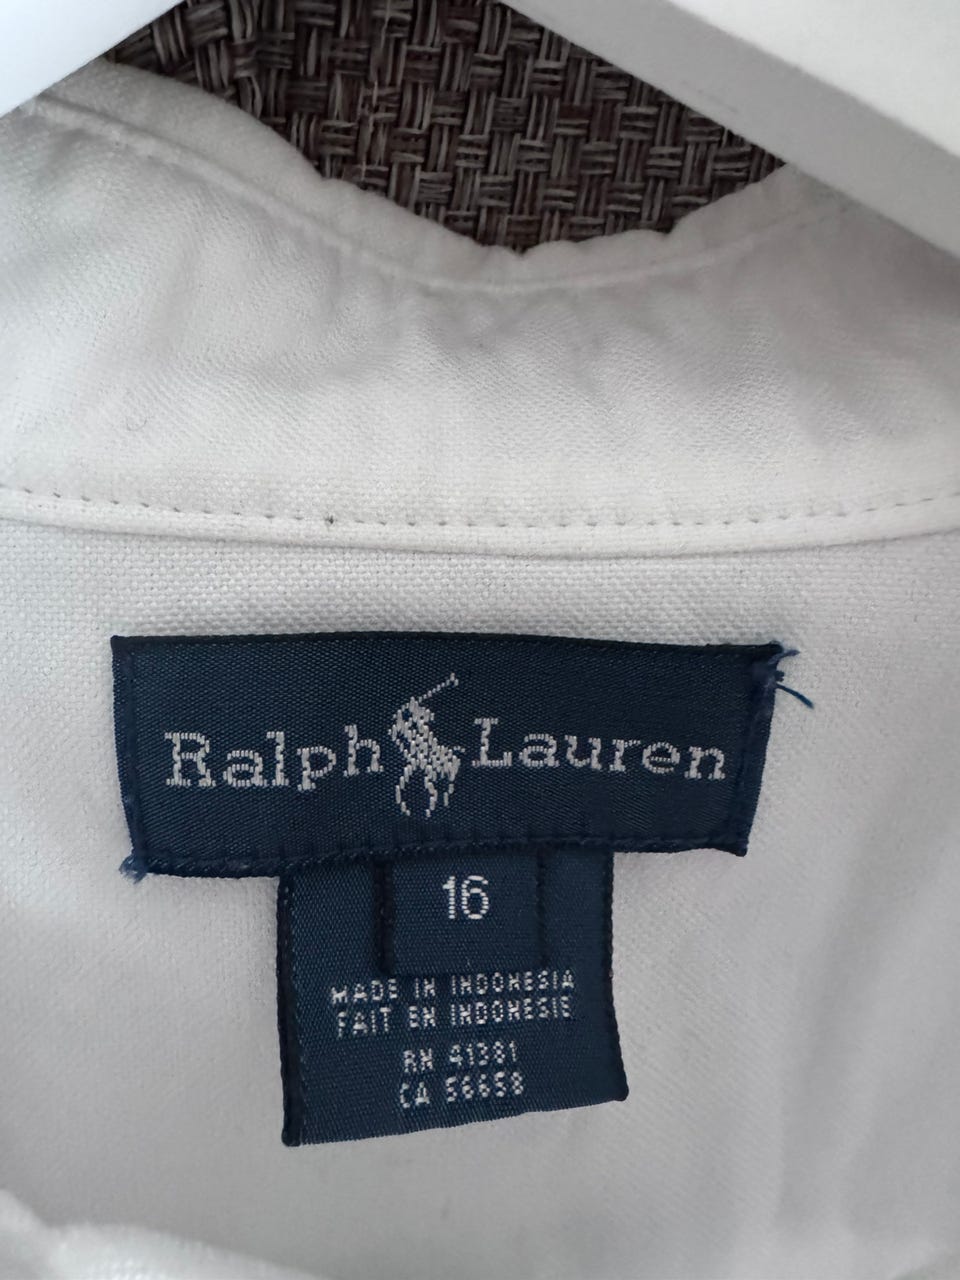 Ralph Lauren
16
MADE IN INDONESIA
FAIT EN INDONESIE
RN 41381
CA 56658